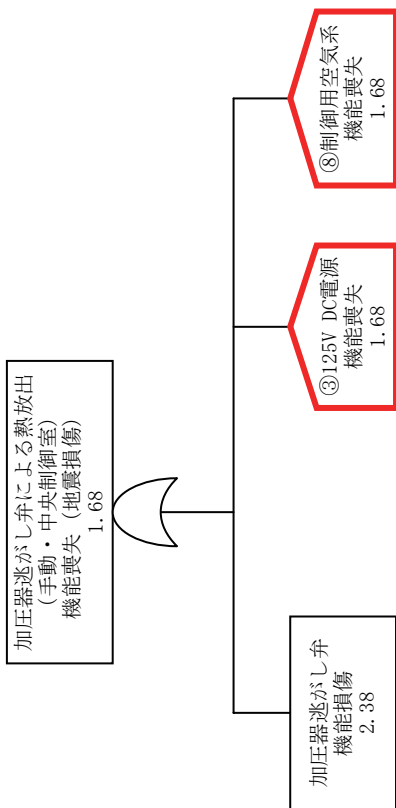 加圧器逃がし弁による熱放出
(手動・中央制御室)
機能喪失（地震損傷）
1.68
加圧器逃がし弁
機能損傷
2.38
③125V DC電源
機能喪失
1.68
⑧制御用空気系
機能喪失
1.68